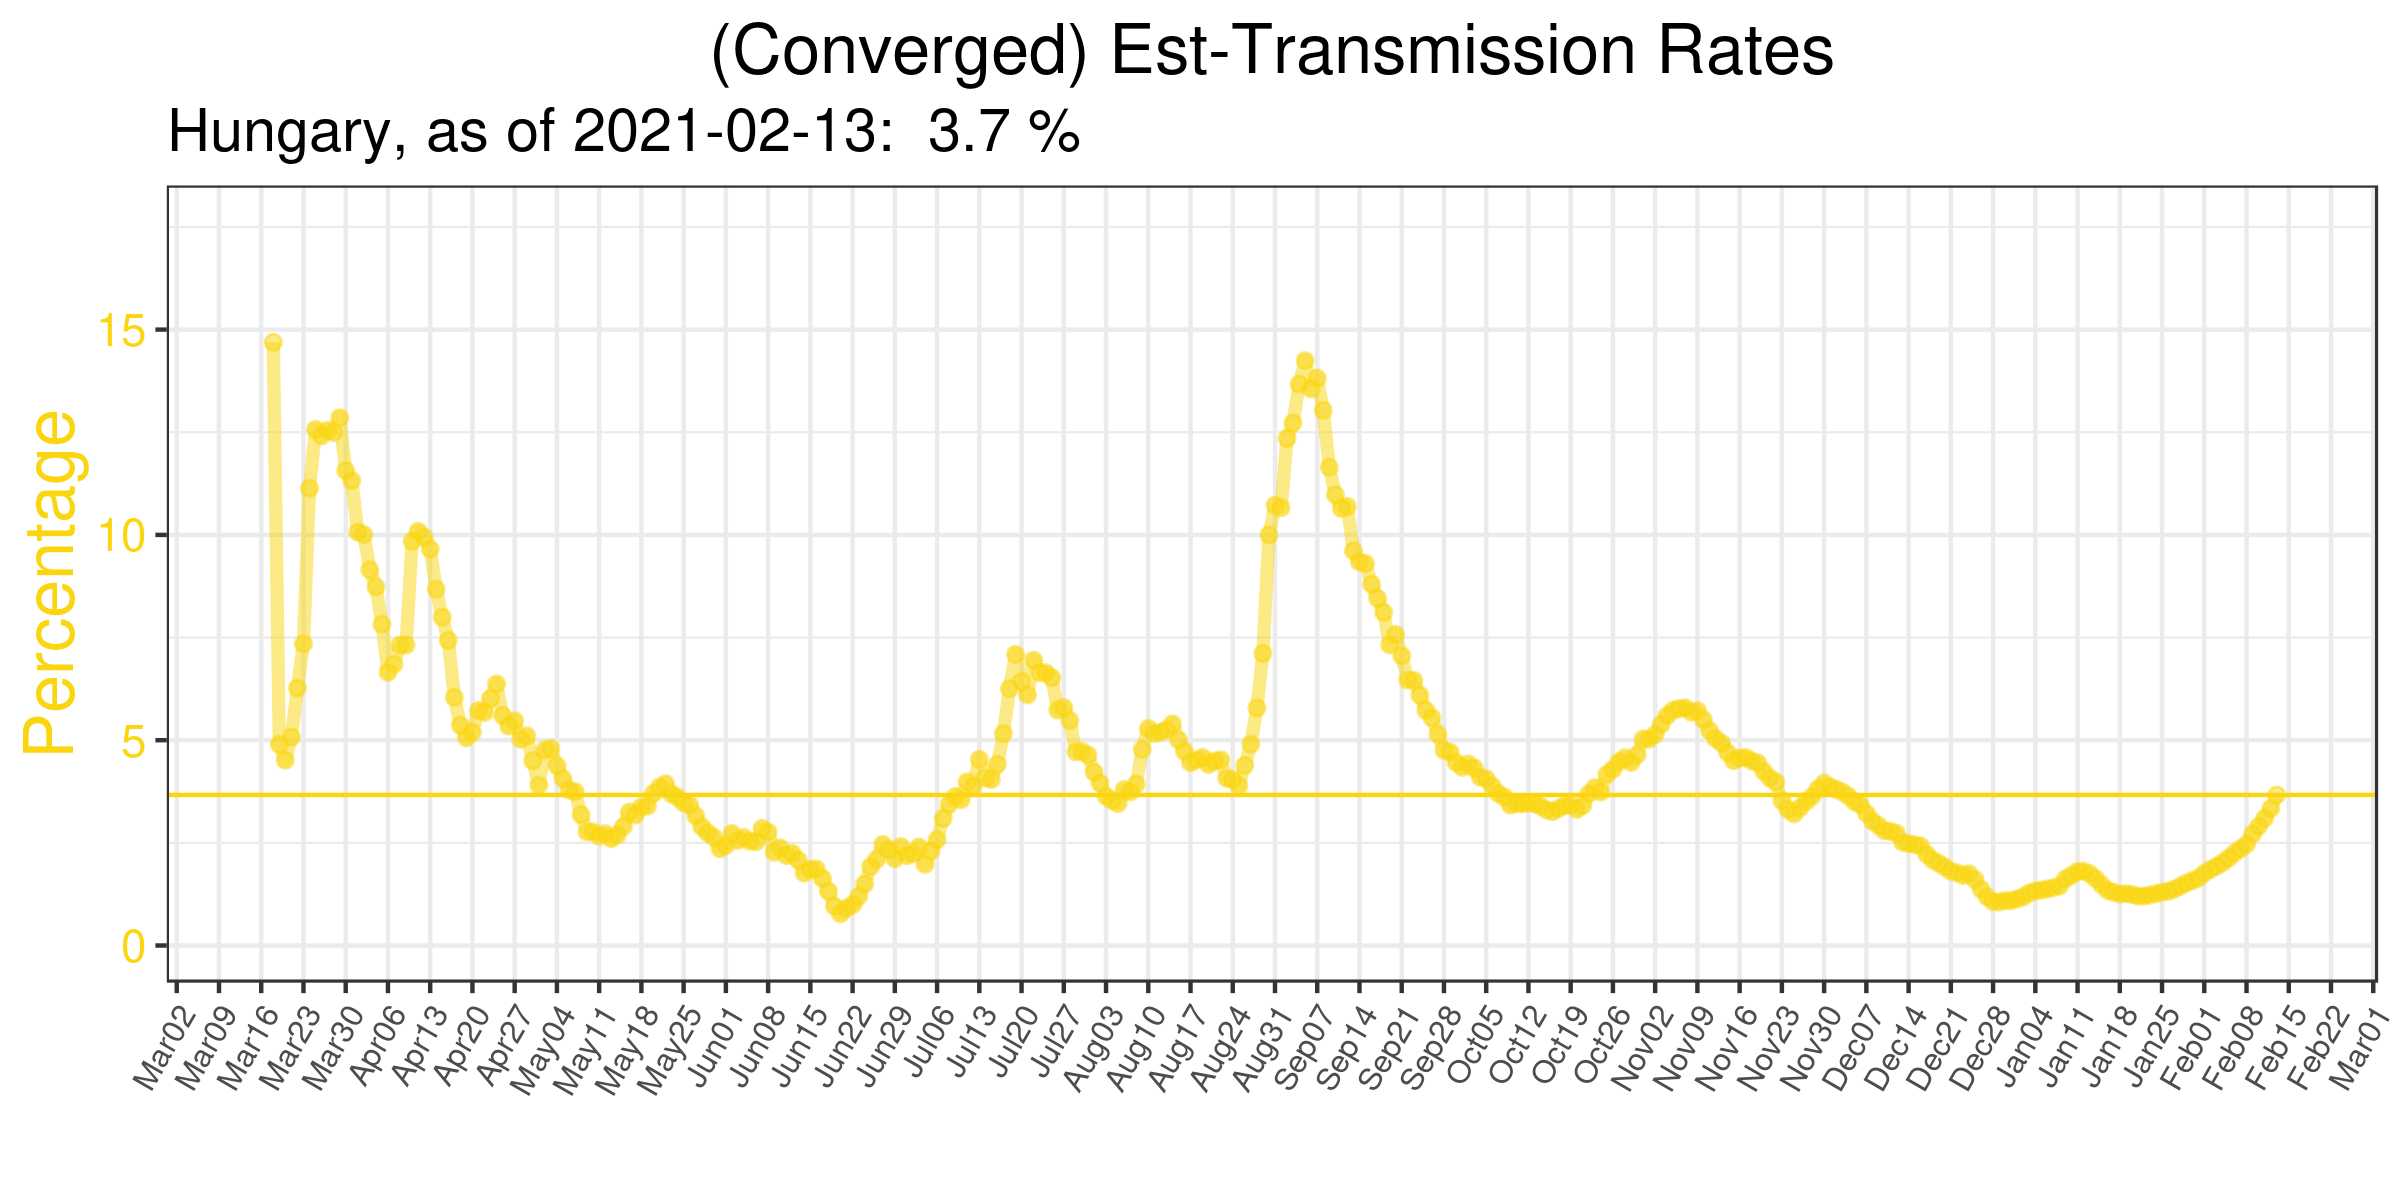 (Converged) Est-Transmission Rates
Hungary, as of 2021-02-13:  3.7 %
Percentage
15
10
5
0
Mar02
Mar09
Mar16
Mar23
Mar30
Apr06
Apr13
Apr20
Apr27
May04
May11
May18
May25
Jun01
Jun08
Jun15
Jun22
Jun29
Jul06
Jul13
Jul20
Jul27
Aug03
Aug10
Aug17
Aug24
Aug31
Sep07
Sep14
Sep21
Sep28
Oct05
Oct12
Oct19
Oct26
Nov02
Nov09
Nov16
Nov23
Nov30
Dec07
Dec14
Dec21
Dec28
Jan04
Jan11
Jan18
Jan25
Feb01
Feb08
Feb15
Feb22
Mar01